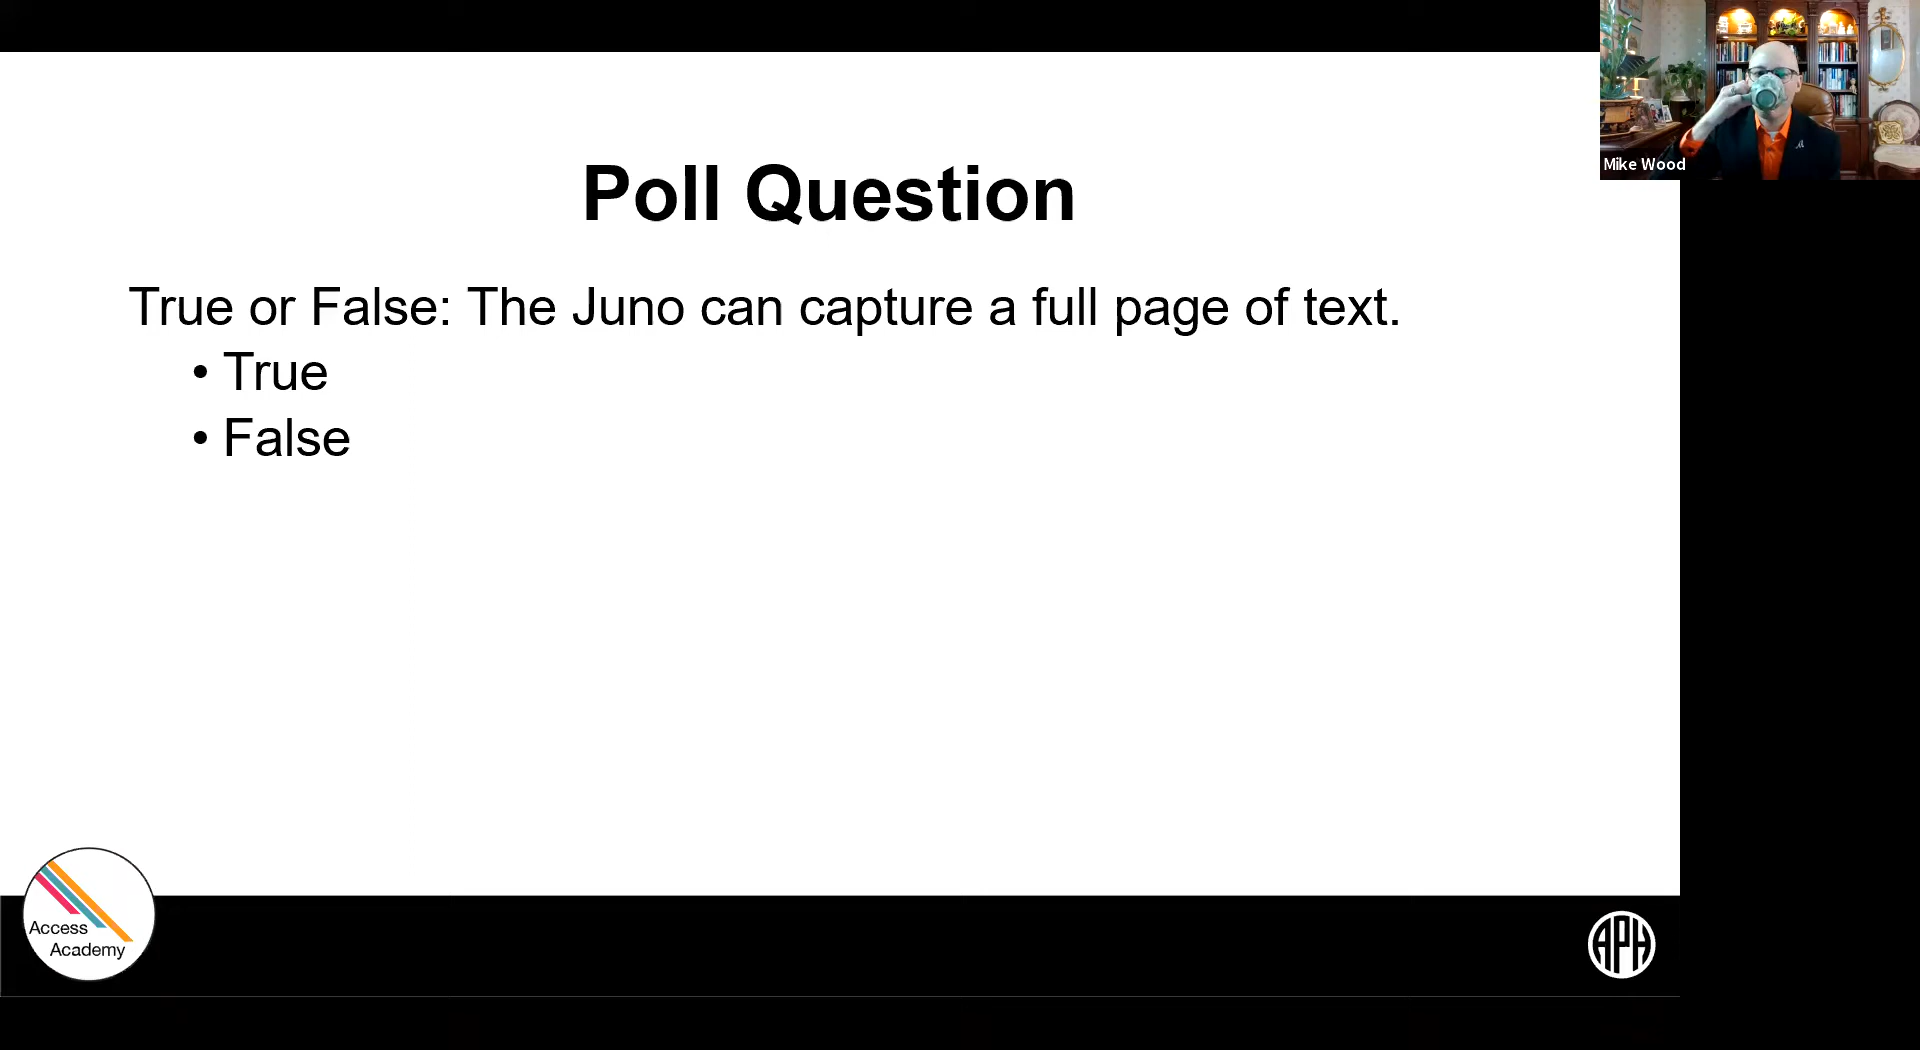 Mike Wood
Poll Question
True or False: The Juno can capture a full page of text.
• True
• False
Access
Academy
APH